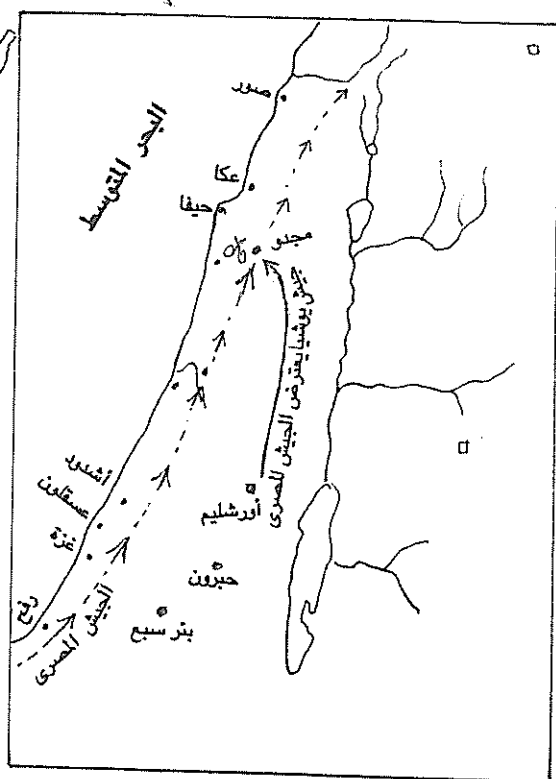 البحر المتوسط
صور
عكا
حيفا
مجدو
جيش يوشيا يعترض الجيش المصرى
أورشليم
أشدود
عسقلون
غزة
حبرون
رفح
بئر سبع
الجيش المصرى